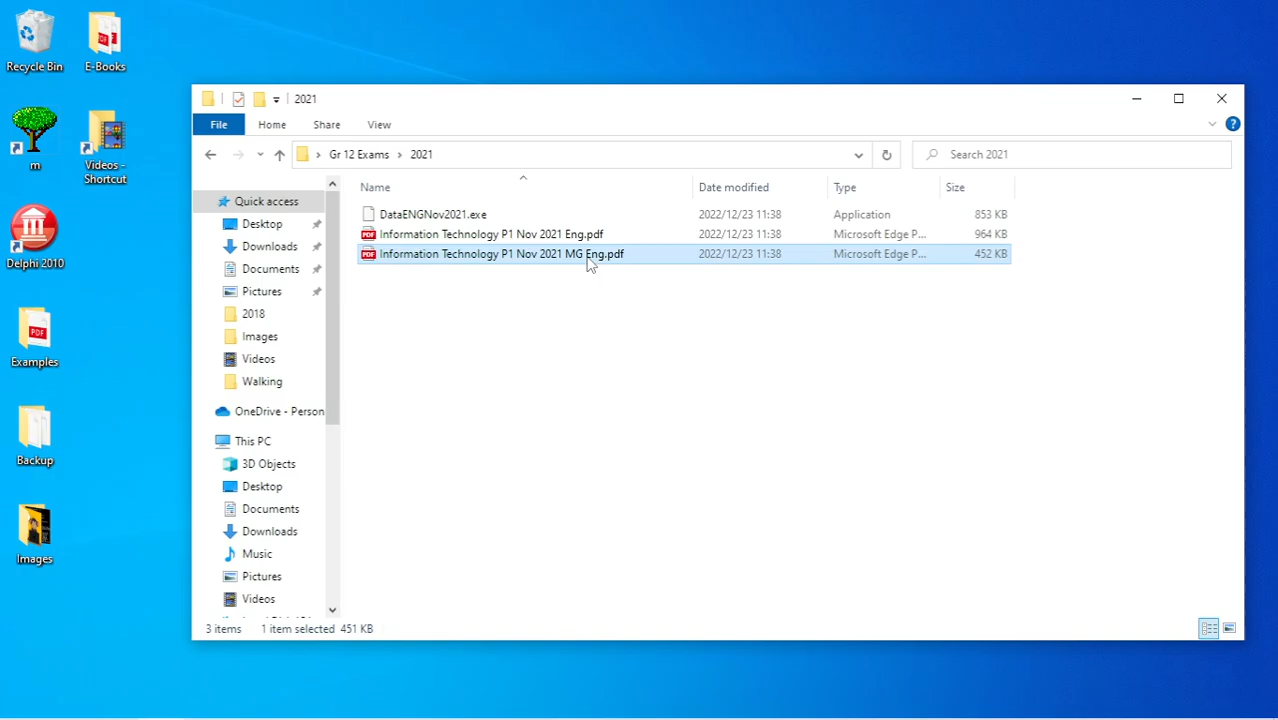 Recycle Bin
E-Books
m
Videos -
Shortcut
Delphi 2010
Examples
Backup
Images
2021
File
Home
Share
View
Gr 12 Exams
2021
Search 2021
Name
Date modified
Type
Size
DataENGNov2021.exe
2022/12/23 11:38
Application
853 KB
Information Technology P1 Nov 2021 Eng.pdf
2022/12/23 11:38
Microsoft Edge P...
964 KB
Information Technology P1 Nov 2021 MG Eng.pdf
2022/12/23 11:38
Microsoft Edge P...
452 KB
Quick access
Desktop
Downloads
Documents
Pictures
2018
Images
Videos
Walking
OneDrive - Person
This PC
3D Objects
Desktop
Documents
Downloads
Music
Pictures
Videos
3 items
1 item selected 451 KB